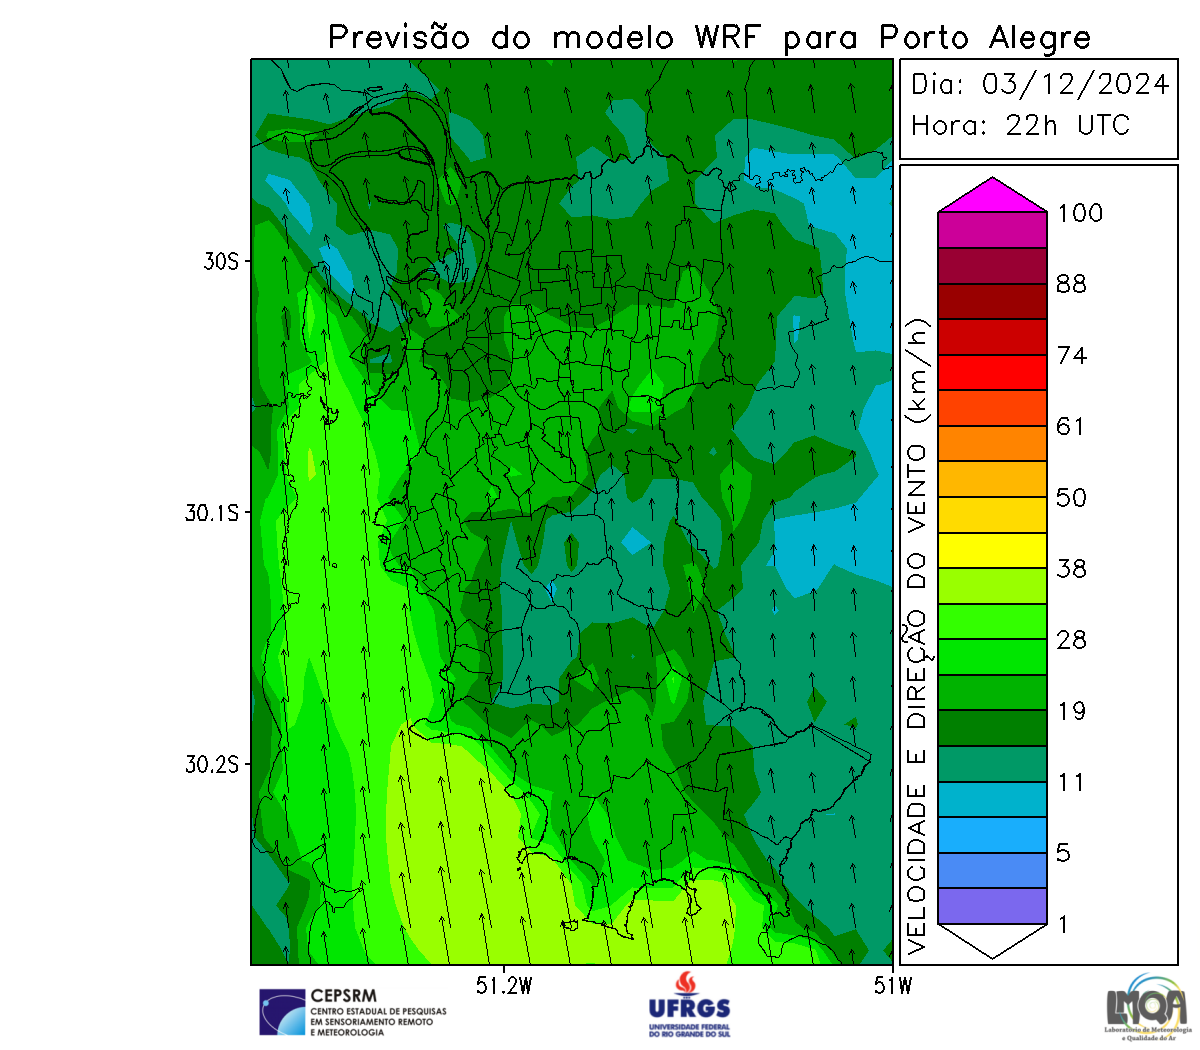 Previsão do modelo WRF para Porto Alegre
Dia: 03/12/2024
Hora: 22h UTC
30S
30.1S
30.2S
51.2W
51W
VELOCIDADE E DIREÇÃO DO VENTO (km/h)
100
88
74
61
50
38
28
19
11
5
1
CEPSRM
CENTRO ESTADUAL DE PESQUISAS
EM SENSORIAMENTO REMOTO
E METEOROLOGIA
UFRGS
UNIVERSIDADE FEDERAL
DO RIO GRANDE DO SUL
LMQA
Laboratório de Meteorologia
e Qualidade do Ar